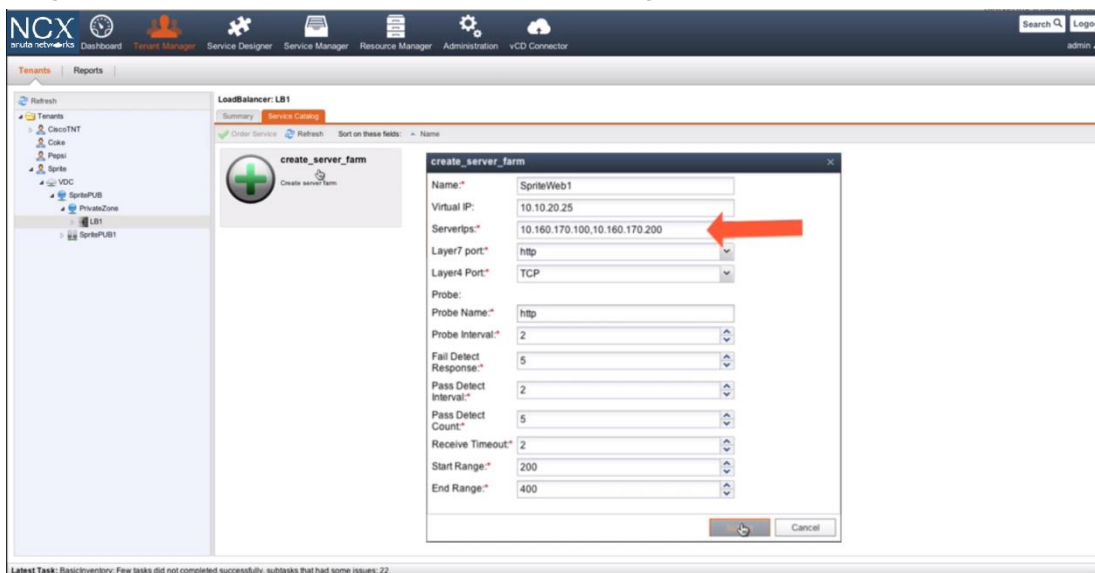 NCX
anuta networks
Dashboard
Tenant Manager
Service Designer
Service Manager
Resource Manager
Administration
vCD Connector
Search
admin
Tenants
Reports
Refresh
Tenants
CiscoTNT
Coke
Pepsi
Sprite
VDC
SpritePUB
PrivateZone
LB1
SpritePUB1
LoadBalancer: LB1
Summary
Service Catalog
Order Service
Refresh
Sort on these fields:
Name
create_server_farm
Create server farm
create_server_farm
Name:* SpriteWeb1
Virtual IP: 10.10.20.25
ServerIps:* 10.160.170.100,10.160.170.200
Layer7 port:* http
Layer4 Port:* TCP
Probe:
Probe Name:* http
Probe Interval:* 2
Fail Detect
Response:* 5
Pass Detect
Interval:* 2
Pass Detect
Count:* 5
Receive Timeout:* 2
Start Range:* 200
End Range:* 400
Cancel
Latest Task: BasicInventory: Few tasks did not completed successfully, subtasks that had some issues: 22